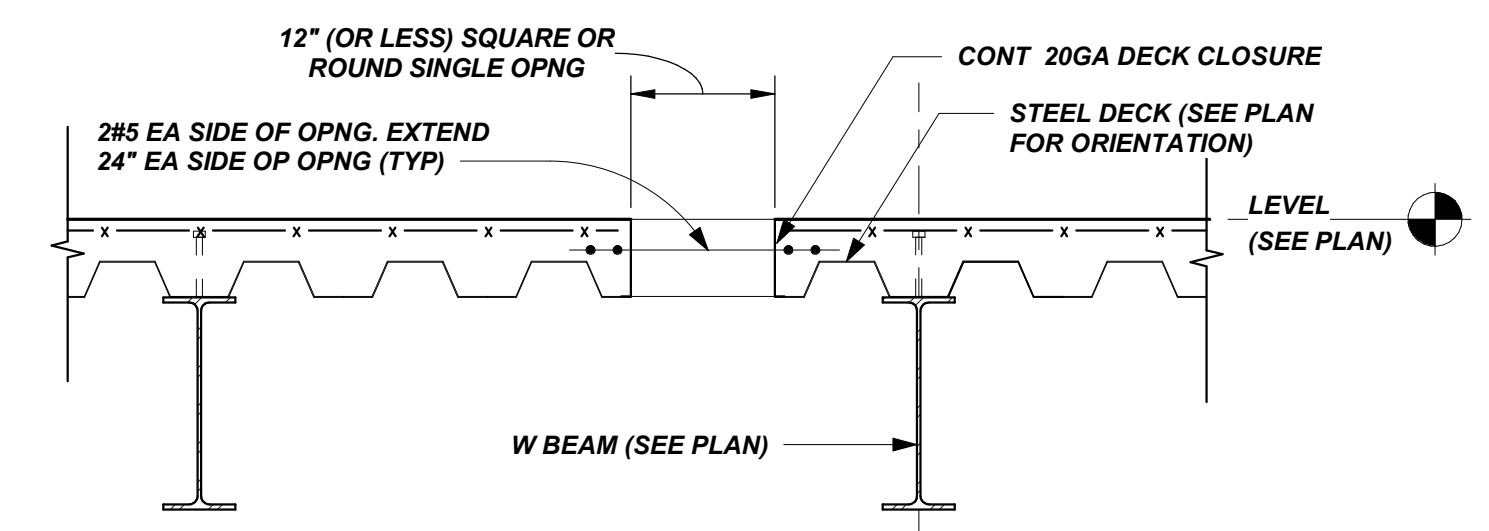 12" (OR LESS) SQUARE OR
ROUND SINGLE OPNG
CONT 20GA DECK CLOSURE
2#5 EA SIDE OF OPNG. EXTEND
24" EA SIDE OP OPNG (TYP)
STEEL DECK (SEE PLAN
FOR ORIENTATION)
LEVEL
(SEE PLAN)
W BEAM (SEE PLAN)